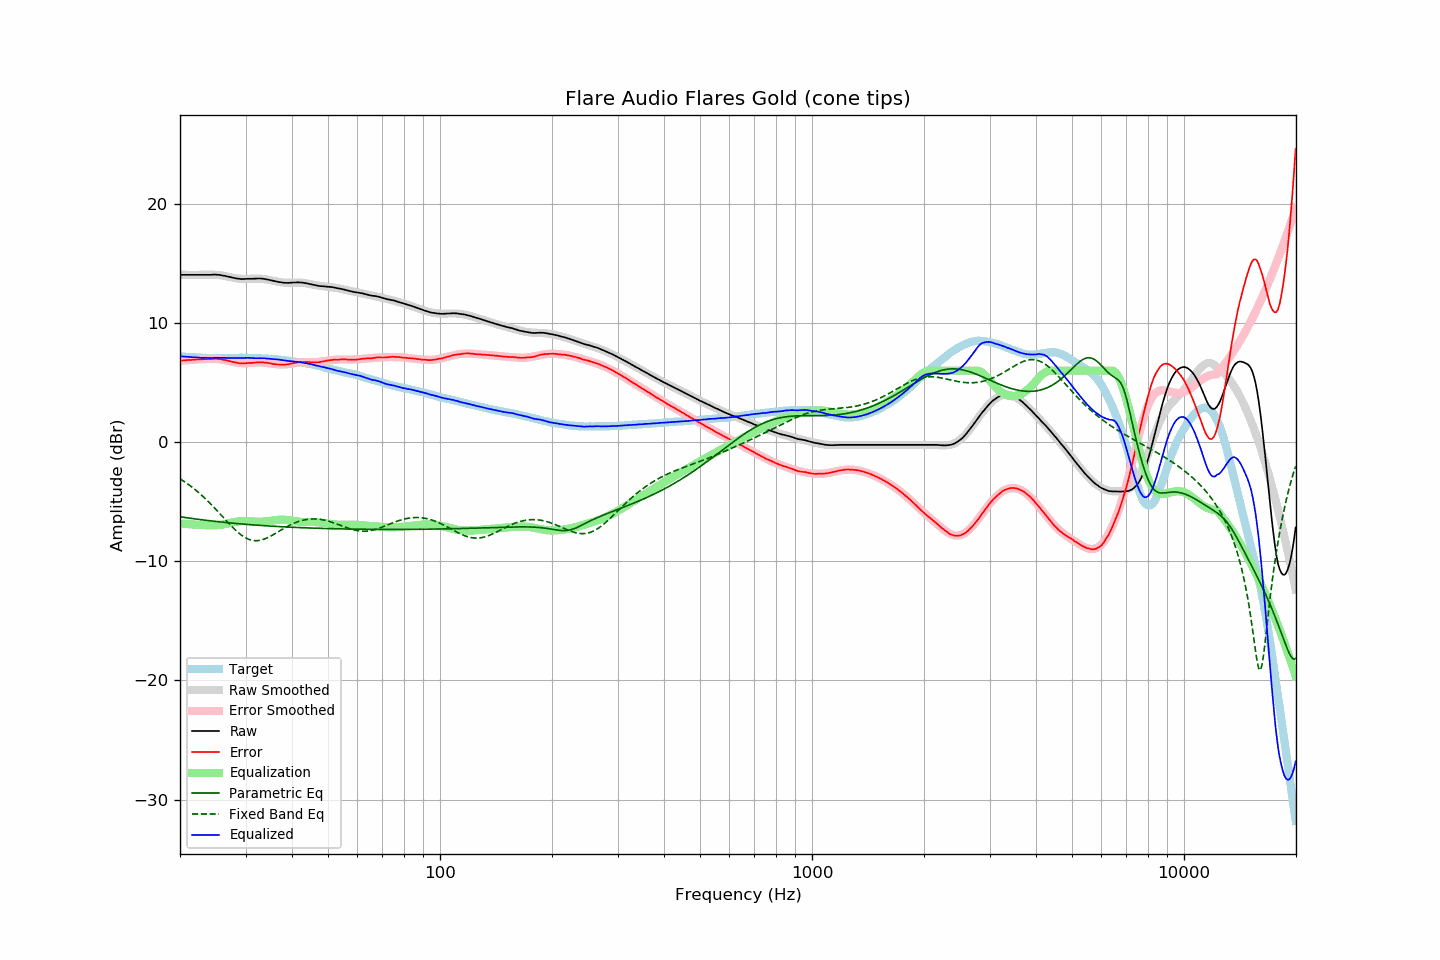 Flare Audio Flares Gold (cone tips)
Amplitude (dBr)
20
10
0
−10
−20
−30
Target
Raw Smoothed
Error Smoothed
Raw
Error
Equalization
Parametric Eq
Fixed Band Eq
Equalized
100 1000 10000
Frequency (Hz)